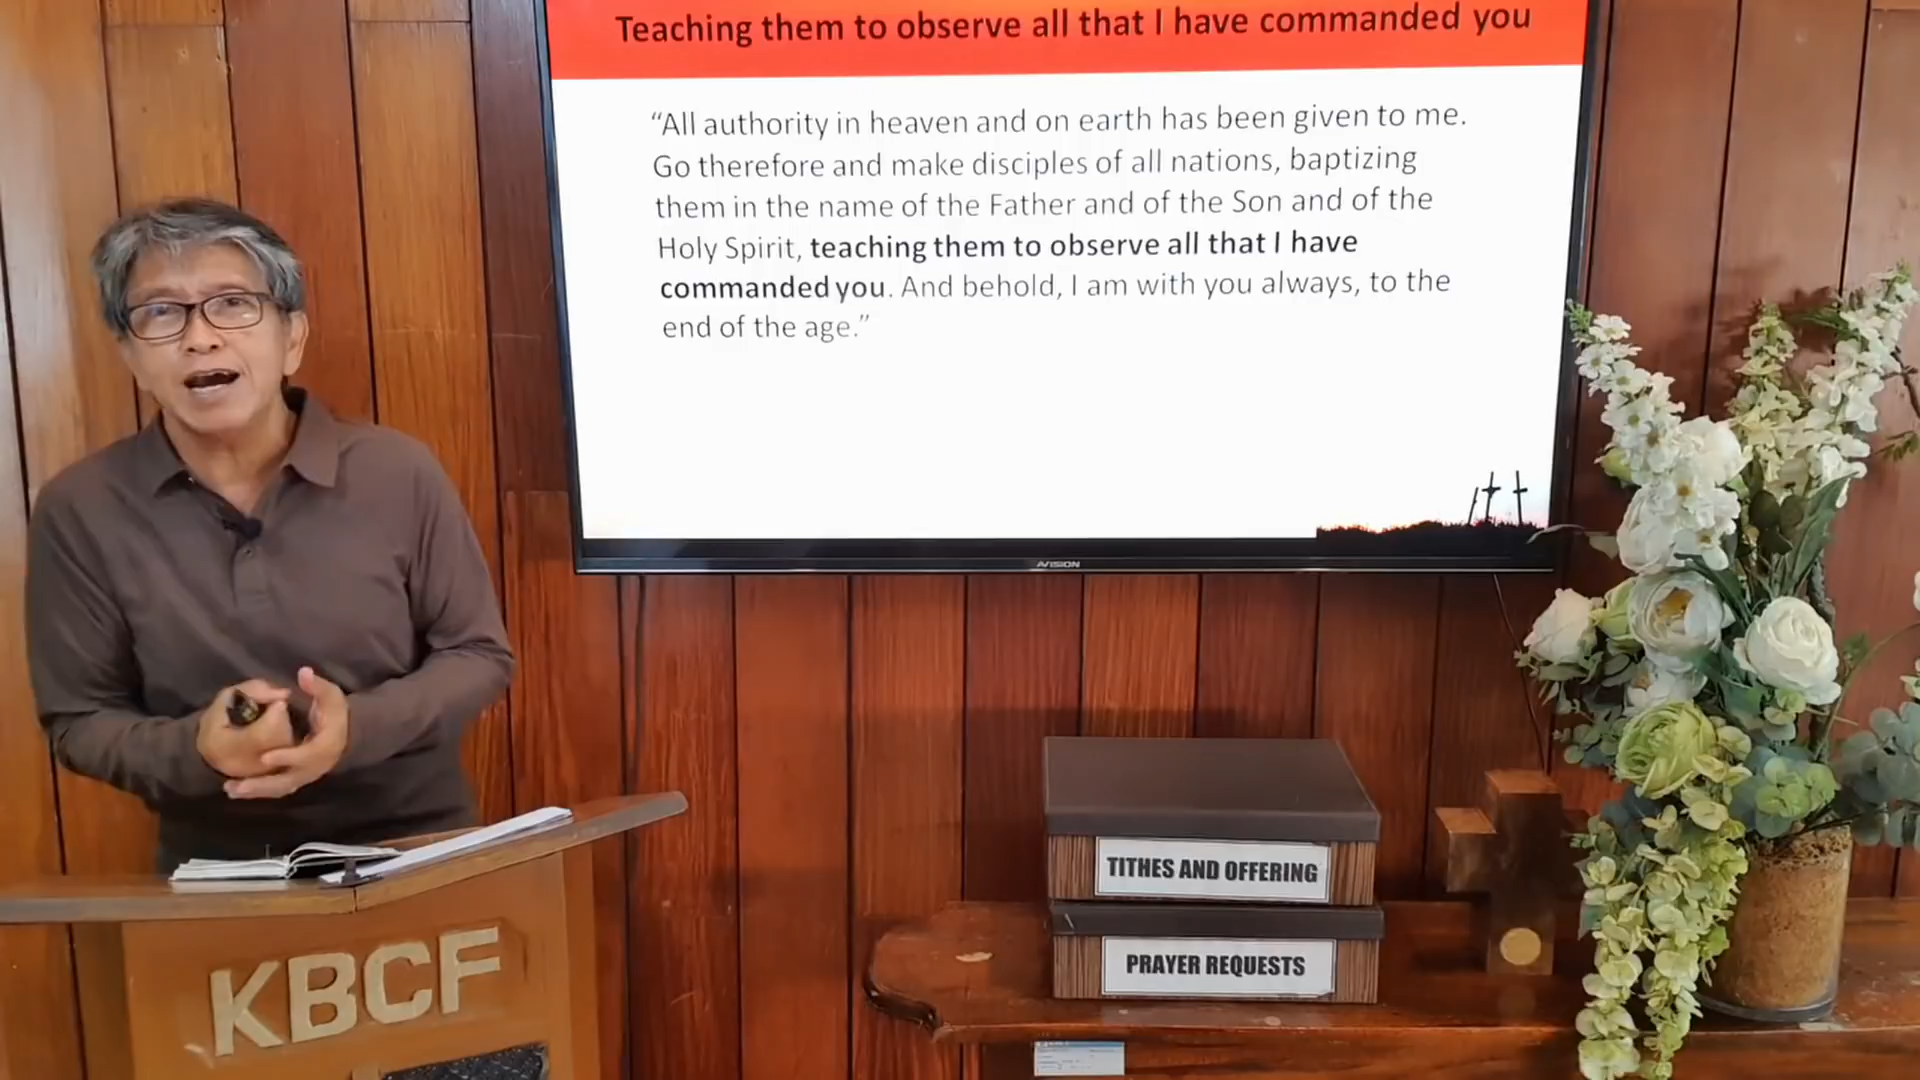 Teaching them to observe all that I have commanded you
“All authority in heaven and on earth has been given to me.
Go therefore and make disciples of all nations, baptizing
them in the name of the Father and of the Son and of the
Holy Spirit, teaching them to observe all that I have
commanded you. And behold, I am with you always, to the
end of the age.”
AVISION
TITHES AND OFFERING
PRAYER REQUESTS
KBCF